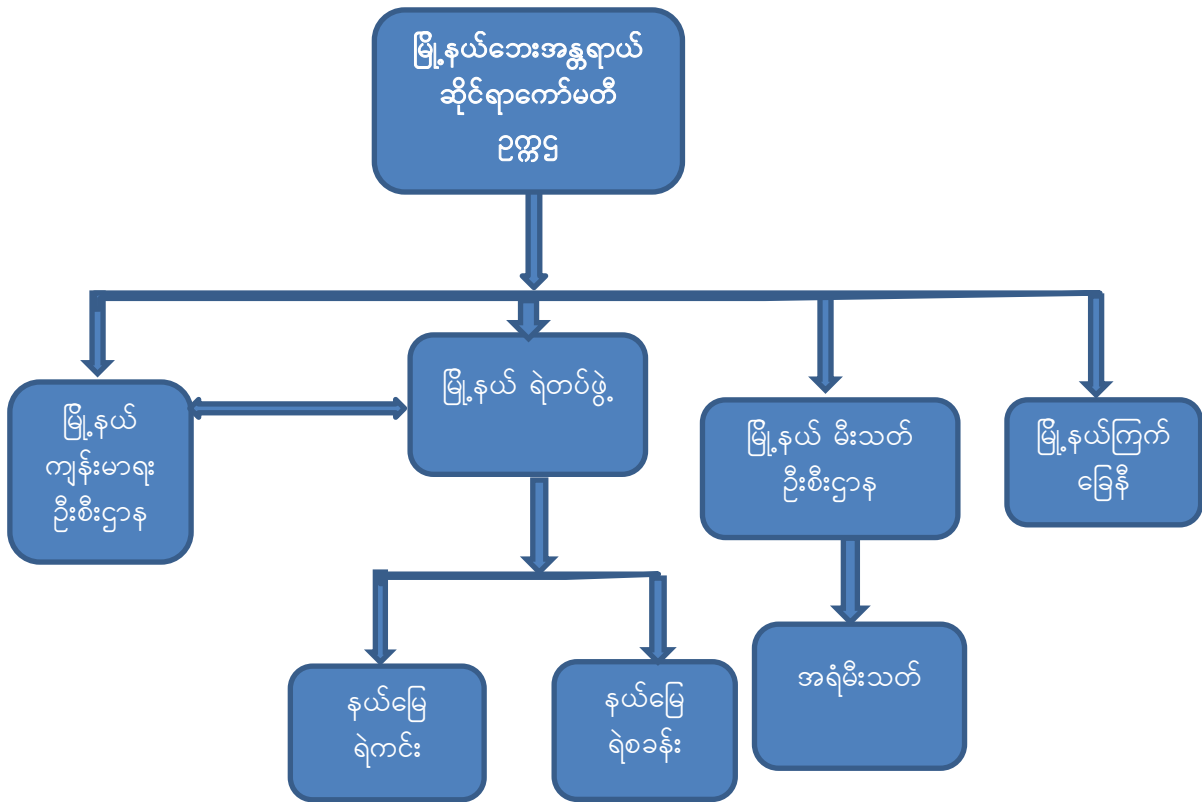 မြို့နယ်ဘေးအန္တရာယ်
ဆိုင်ရာကော်မတီ
ဥက္ကဌ
မြို့နယ်
ကျန်းမာရး
ဦးစီးဌာန
မြို့နယ် ရဲတပ်ဖွဲ့
မြို့နယ် မီးသတ်
ဦးစီးဌာန
မြို့နယ်ကြက်
ခြေနီ
နယ်မြေ
ရဲကင်း
နယ်မြေ
ရဲစခန်း
အရံမီးသတ်